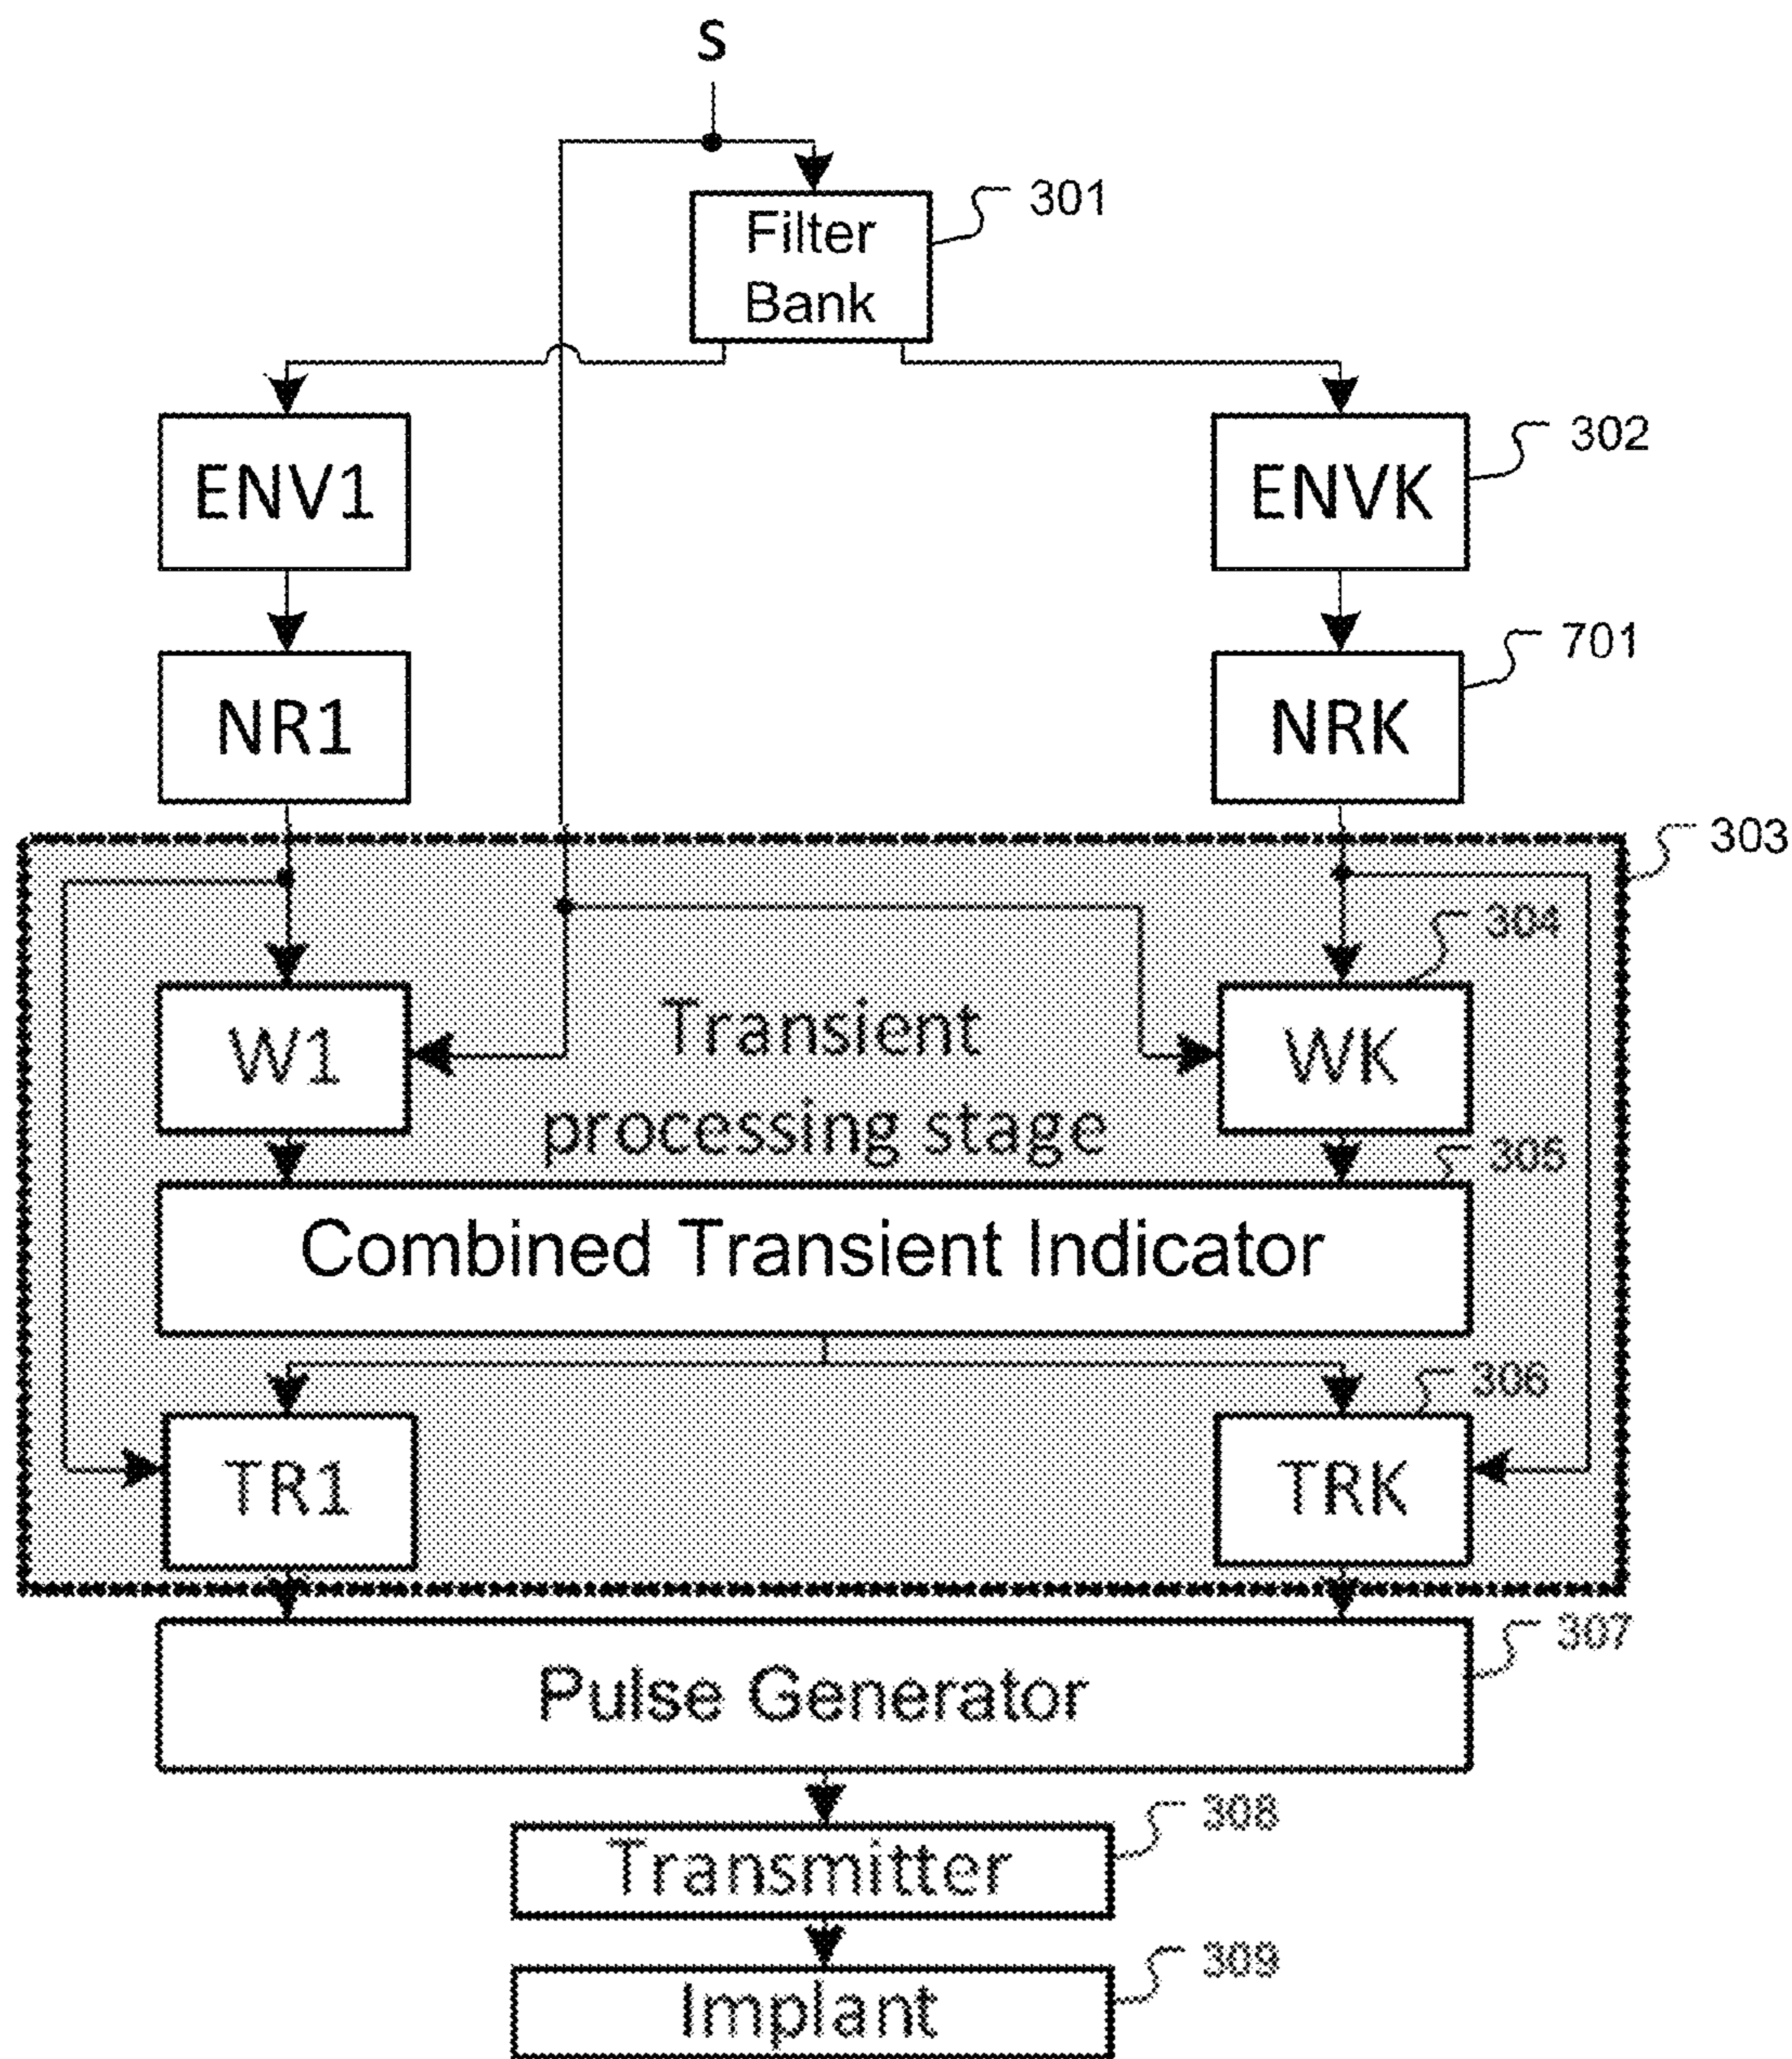 S
Filter
Bank
301
ENV1
ENVK
302
NR1
NRK
701
303
304
W1
Transient
processing stage
WK
305
Combined Transient Indicator
306
TR1
TRK
307
Pulse Generator
308
Transmitter
309
Implant